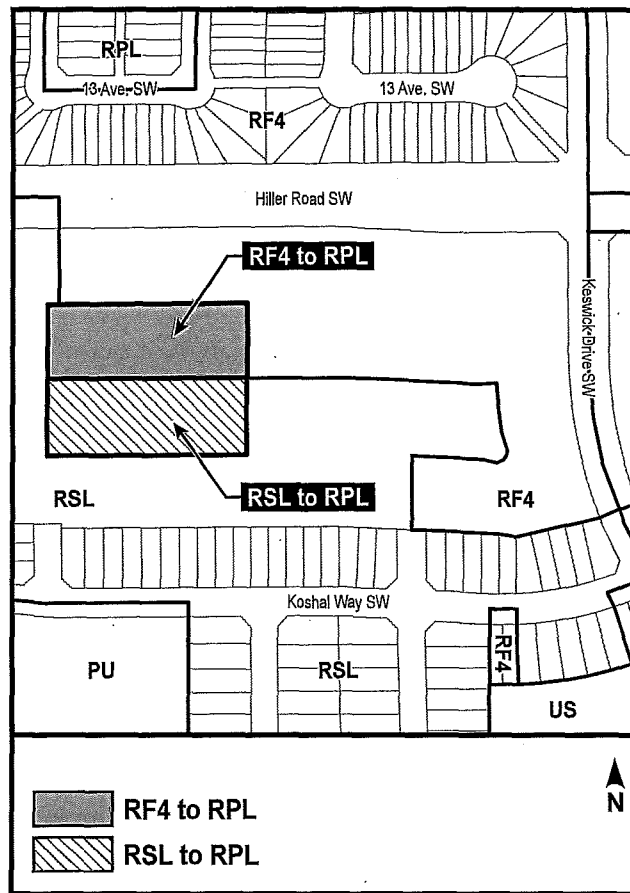 RPL
13 Ave. SW
13 Ave. SW
RF4
Hiller Road SW
RF4 to RPL
Keswick Drive SW
RSL to RPL
RSL
RF4
Koshal Way SW
PU
RSL
RF4
US
N
RF4 to RPL
RSL to RPL